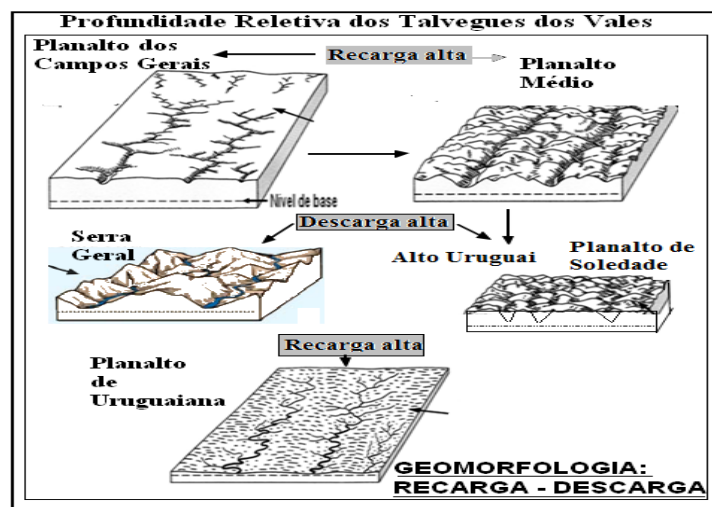 Profundidade Reletiva dos Talvegues dos Vales
Planalto dos
Campos Gerais
Recarga alta
Planalto
Médio
Nivel de base
Descarga alta
Serra
Geral
Alto Uruguai
Planalto de
Soledade
Recarga alta
Planalto
de
Uruguaiana
GEOMORFOLOGIA:
RECARGA - DESCARGA